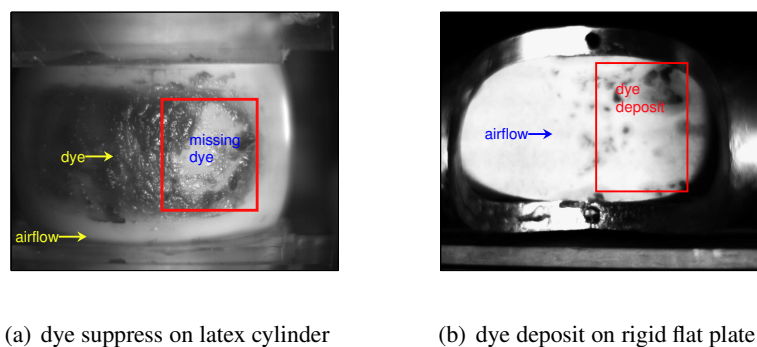 missing
dye
dye
airflow
(a) dye suppress on latex cylinder
dye
deposit
airflow
(b) dye deposit on rigid flat plate